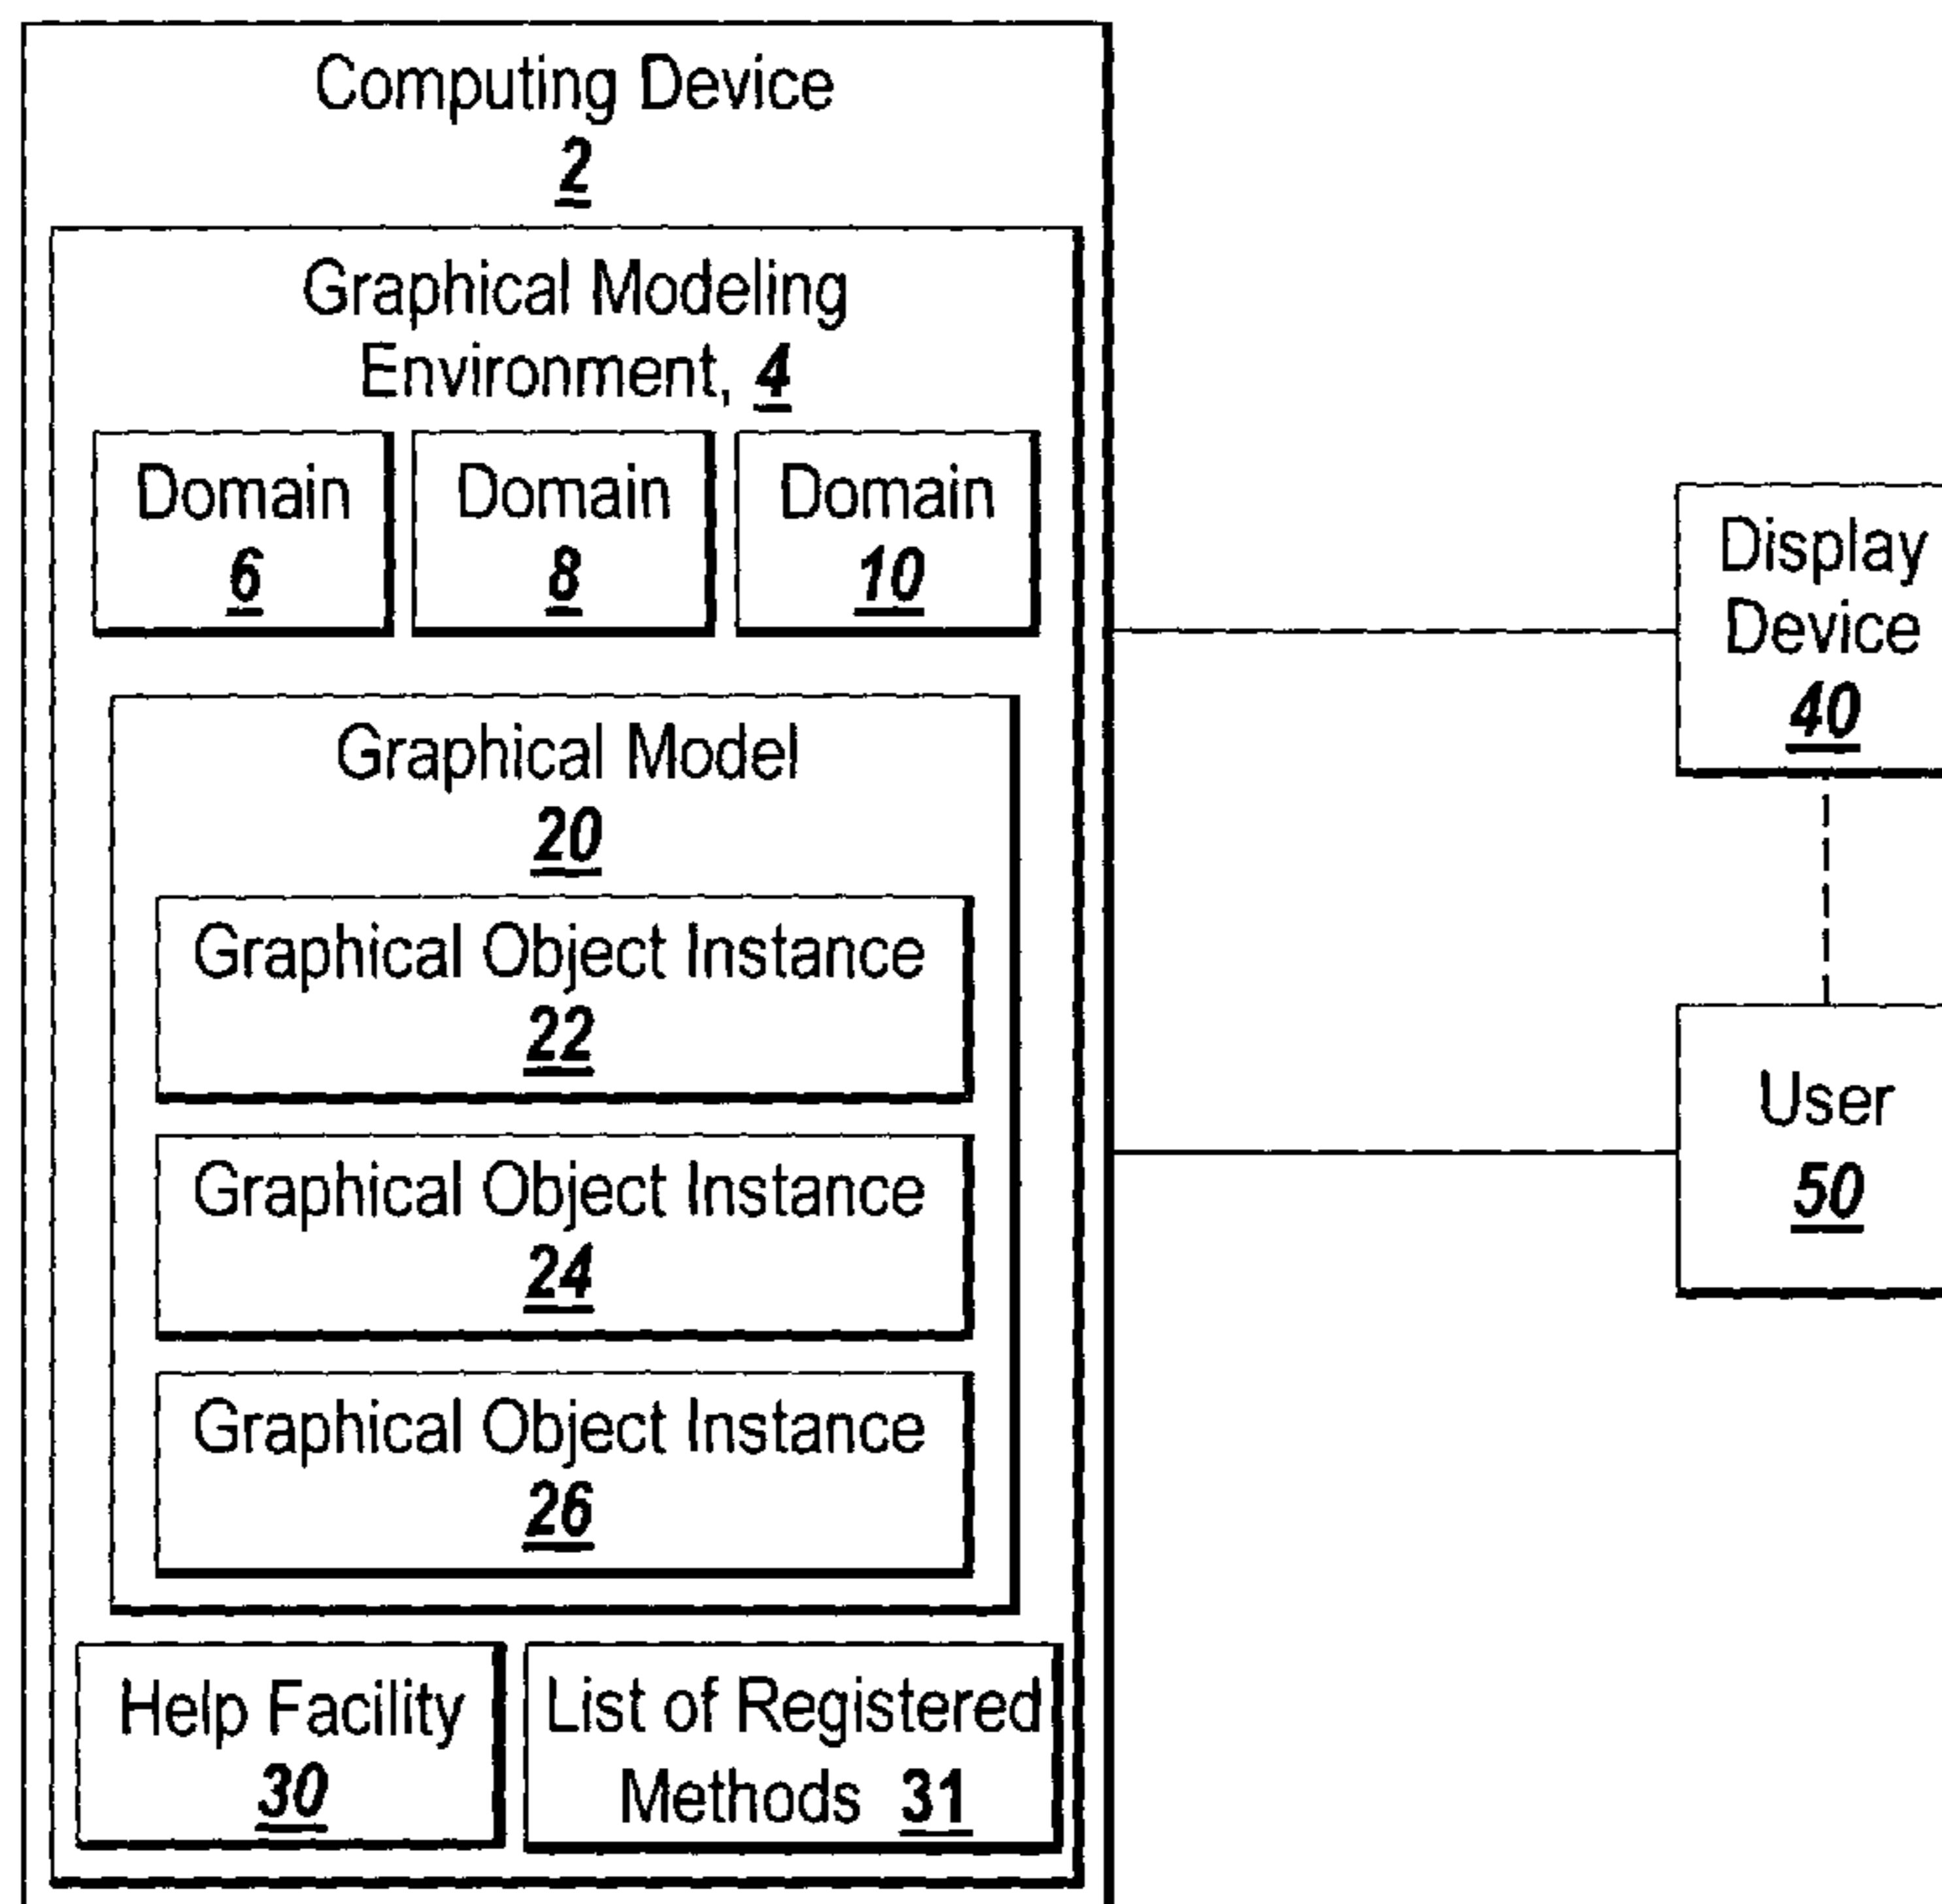 Computing Device
2
Graphical Modeling
Environment, 4
Domain
6
Domain
8
Domain
10
Graphical Model
20
Graphical Object Instance
22
Graphical Object Instance
24
Graphical Object Instance
26
Help Facility
30
List of Registered
Methods 31
Display
Device
40
User
50